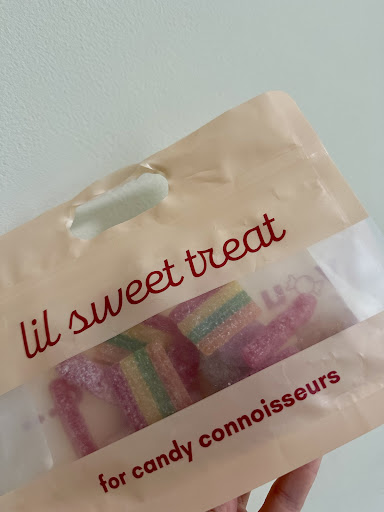 lil sweet treat
for candy connoisseurs